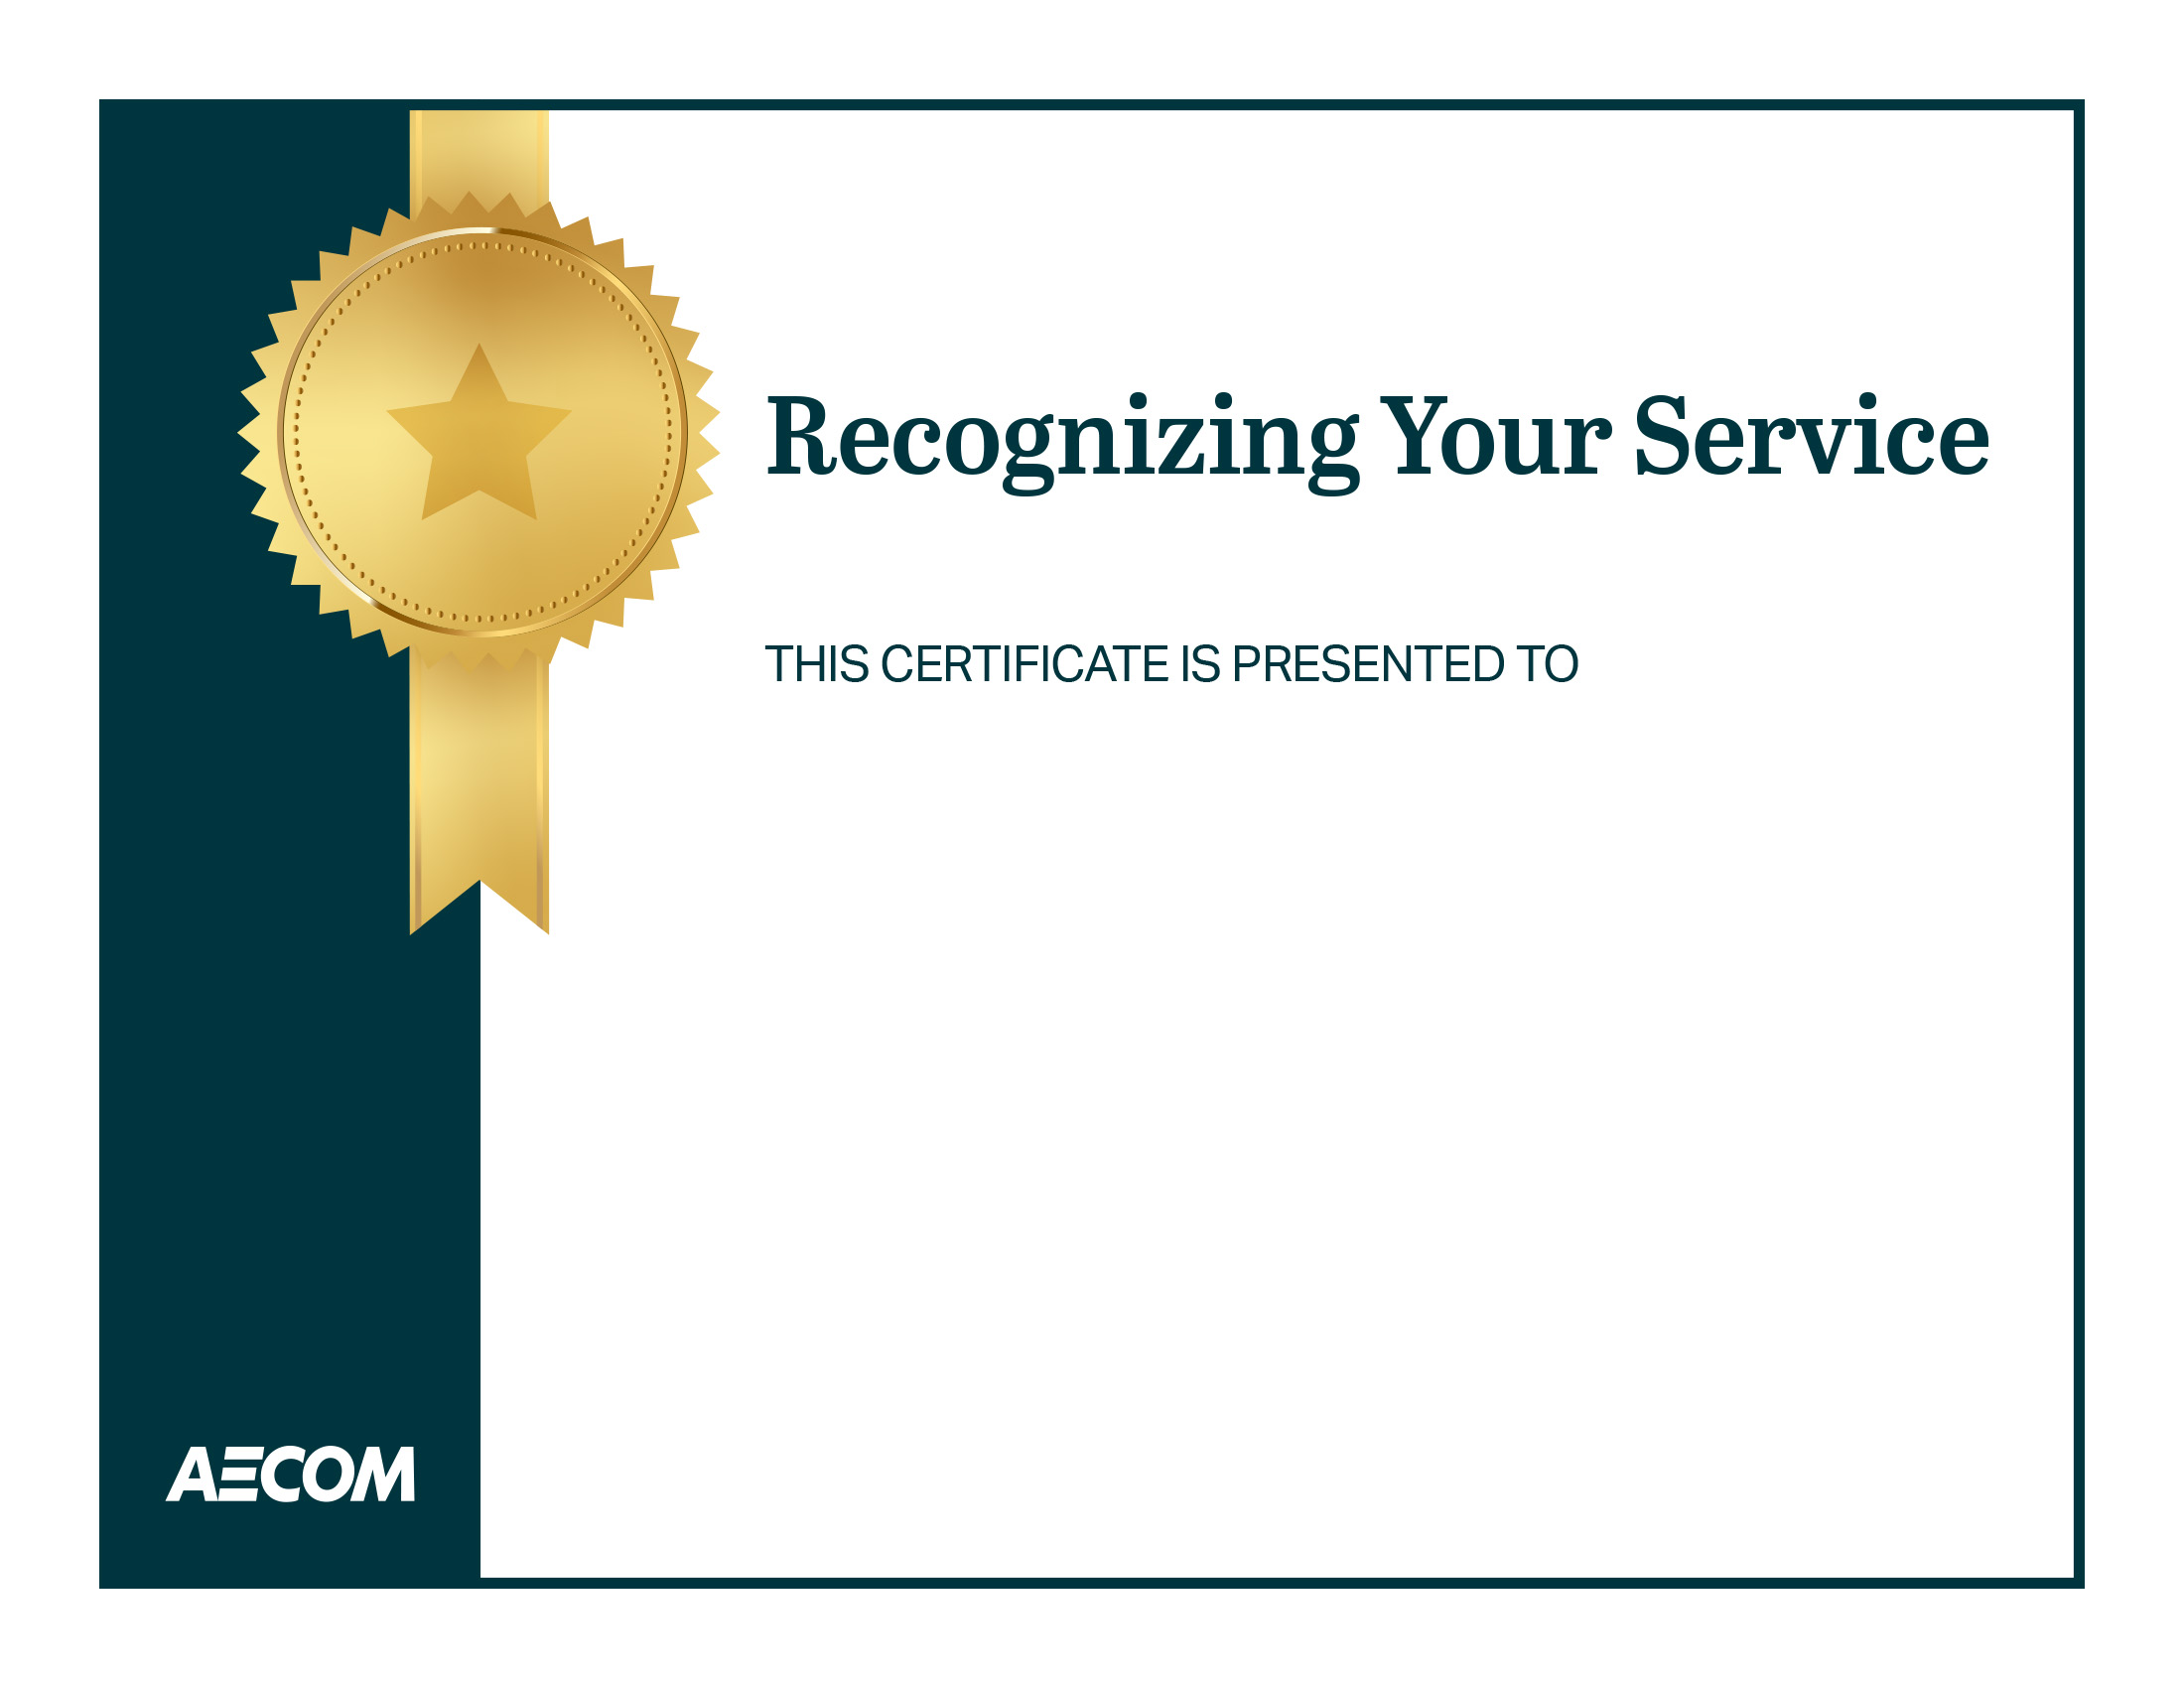 Recognizing Your Service
THIS CERTIFICATE IS PRESENTED TO
AECOM